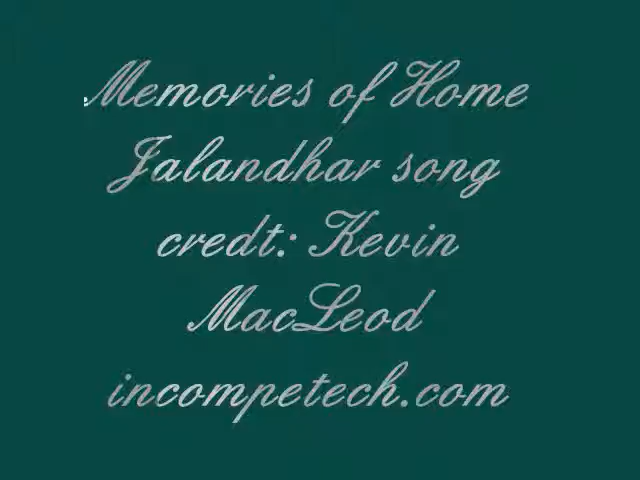 Memories of Home
Jalandhar song
credt: Kevin
MacLeod
incompetech.com